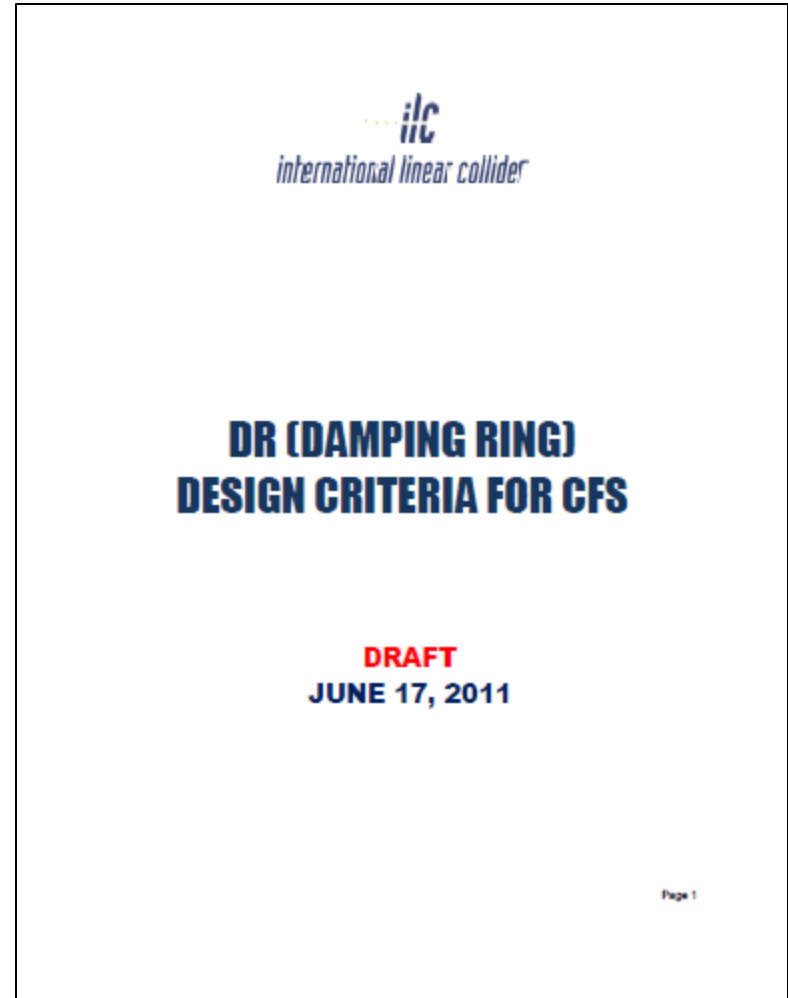 ilc
international linear collider
DR (DAMPING RING)
DESIGN CRITERIA FOR CFS
DRAFT
JUNE 17, 2011
Page 1